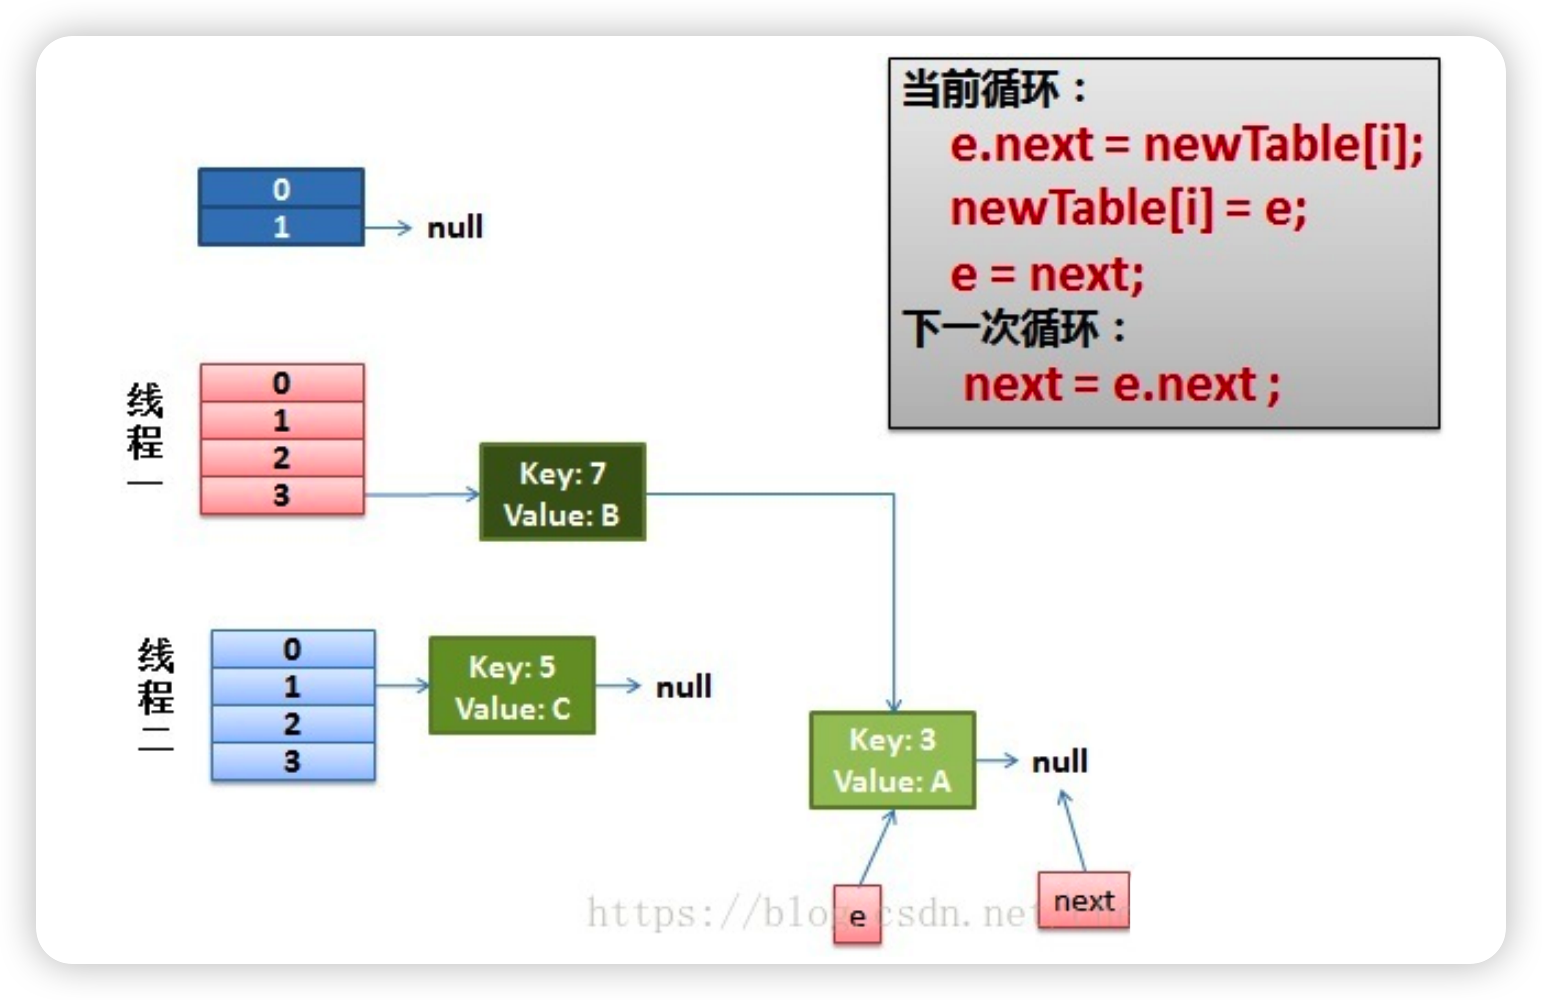 当前循环：
e.next = newTable[i];
newTable[i] = e;
e = next;
下一次循环：
next = e.next ;
0
1
null
线程一
0
1
2
3
Key: 7
Value: B
线程二
0
1
2
3
Key: 5
Value: C
null
Key: 3
Value: A
null
e
next
https://blog.csdn.net/